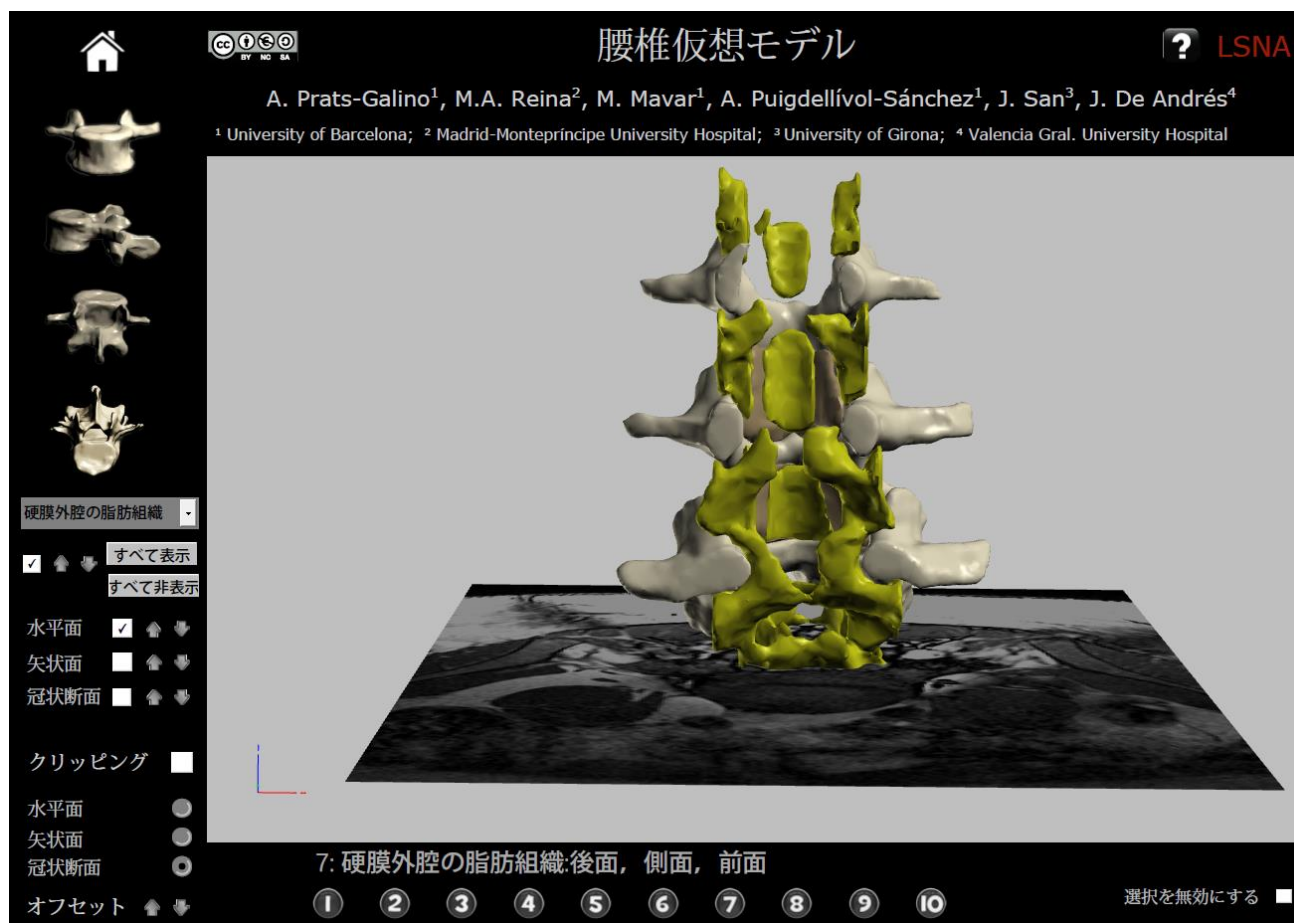 cc BY NC SA
腰椎仮想モデル
? LSNA
A. Prats-Galino¹, M.A. Reina², M. Mavar¹, A. Puigdellívol-Sánchez¹, J. San³, J. De Andrés⁴
¹ University of Barcelona; ² Madrid-Montepríncipe University Hospital; ³ University of Girona; ⁴ Valencia Gral. University Hospital
硬膜外腔の脂肪組織
すべて表示
すべて非表示
水平面
矢状面
冠状断面
クリッピング
水平面
矢状面
冠状断面
オフセット
7: 硬膜外腔の脂肪組織:後面，側面，前面
1 2 3 4 5 6 7 8 9 10
選択を無効にする